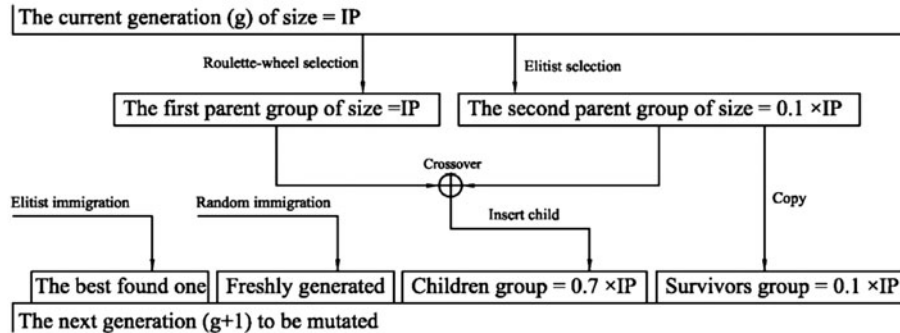 The current generation (g) of size = IP
Roulette-wheel selection
Elitist selection
The first parent group of size =IP
The second parent group of size = 0.1 ×IP
Crossover
Elitist immigration
Random immigration
Insert child
Copy
The best found one
Freshly generated
Children group = 0.7 ×IP
Survivors group = 0.1 ×IP
The next generation (g+1) to be mutated